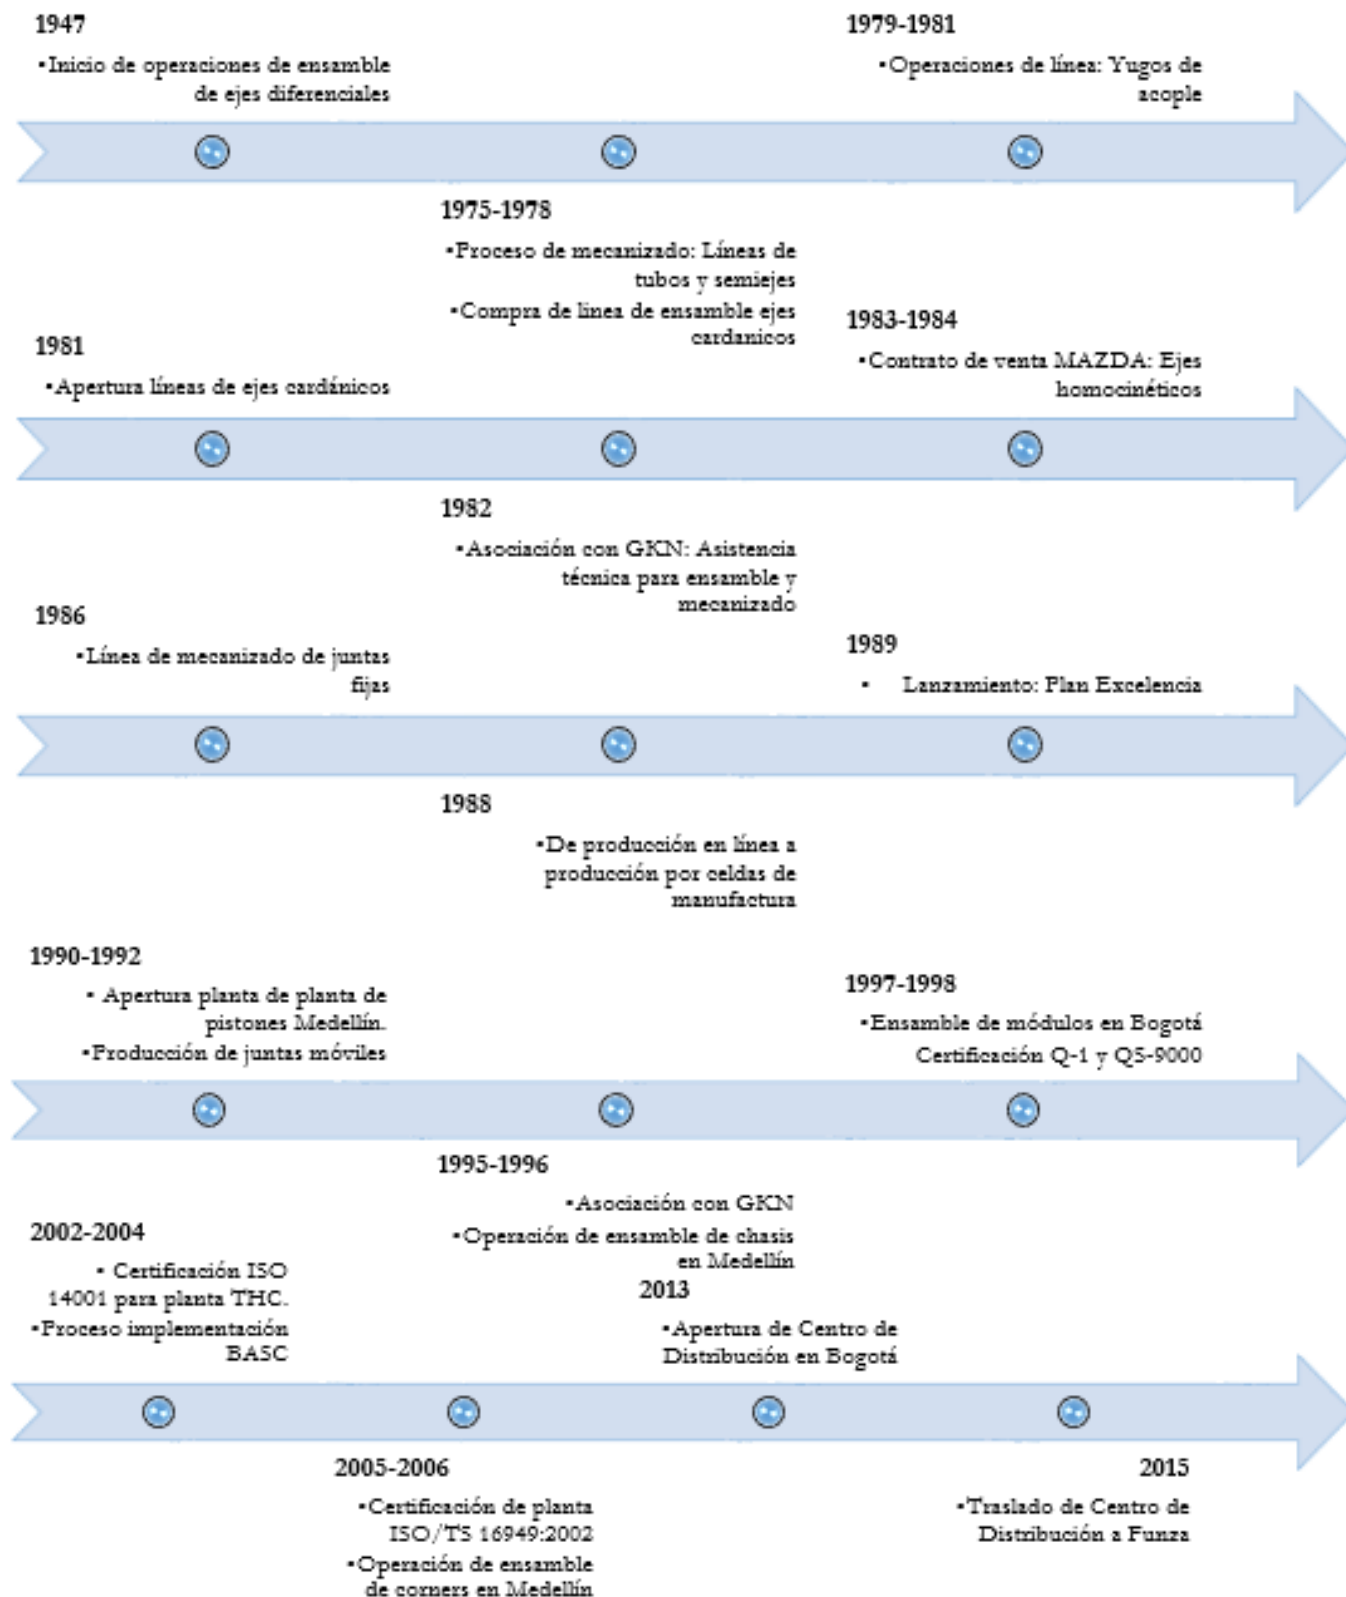 1947
▪Inicio de operaciones de ensamble
de ejes diferenciales
1975-1978
▪Proceso de mecanizado: Líneas de
tubos y semiejes
▪Compra de linea de ensamble ejes
cardanicos
1979-1981
▪Operaciones de línea: Yugos de
acople
1981
▪Apertura líneas de ejes cardánicos
1982
▪Asociación con GKN: Asistencia
técnica para ensamble y
mecanizado
1983-1984
▪Contrato de venta MAZDA: Ejes
homocinéticos
1986
▪Línea de mecanizado de juntas
fijas
1988
▪De producción en línea a
producción por celdas de
manufactura
1989
▪ Lanzamiento: Plan Excelencia
1990-1992
▪ Apertura planta de planta de
pistones Medellín.
▪Producción de juntas móviles
1995-1996
▪Asociación con GKN
▪Operación de ensamble de chasis
en Medellín
1997-1998
▪Ensamble de módulos en Bogotá
Certificación Q-1 y QS-9000
2002-2004
▪ Certificación ISO
14001 para planta THC.
▪Proceso implementación
BASC
2005-2006
▪Certificación de planta
ISO/TS 16949:2002
▪Operación de ensamble
de corners en Medellín
2013
▪Apertura de Centro de
Distribución en Bogotá
2015
▪Traslado de Centro de
Distribución a Funza